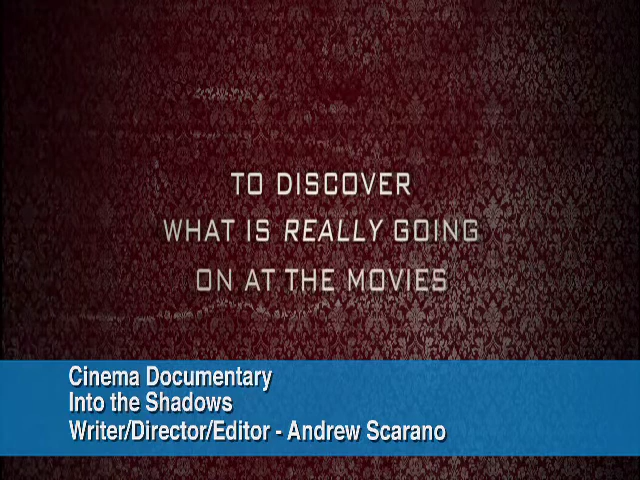 TO DISCOVER
WHAT IS REALLY GOING
ON AT THE MOVIES
Cinema Documentary
Into the Shadows
Writer/Director/Editor - Andrew Scarano